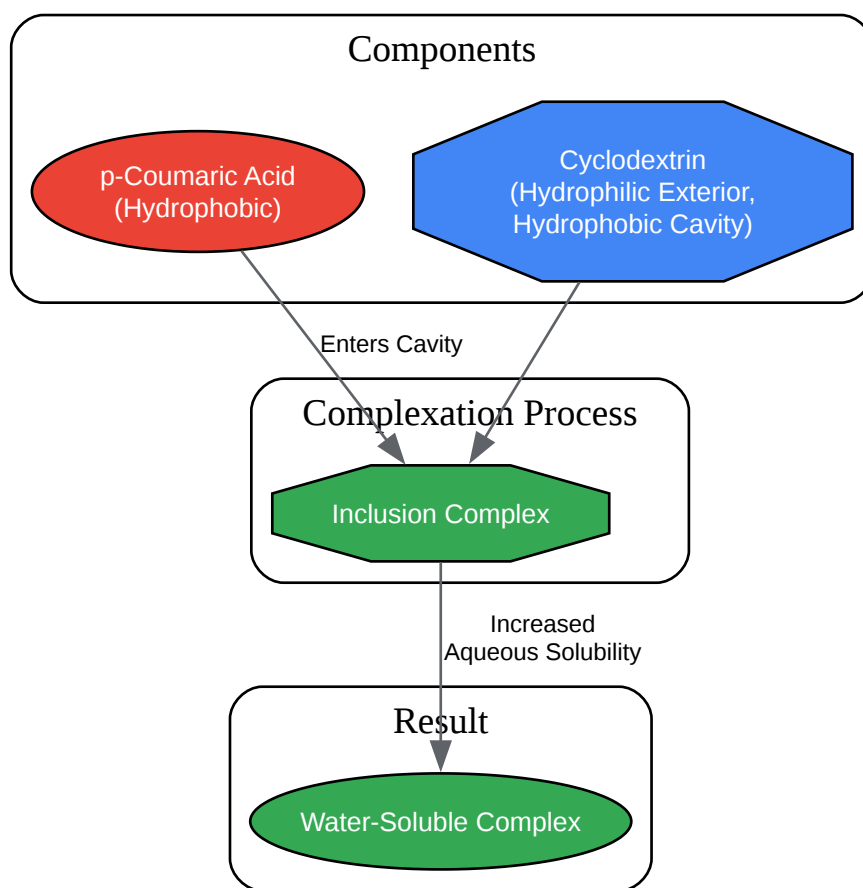 Components
p-Coumaric Acid
(Hydrophobic)
Cyclodextrin
(Hydrophilic Exterior,
Hydrophobic Cavity)
Enters Cavity
Complexation Process
Inclusion Complex
Increased
Aqueous Solubility
Result
Water-Soluble Complex